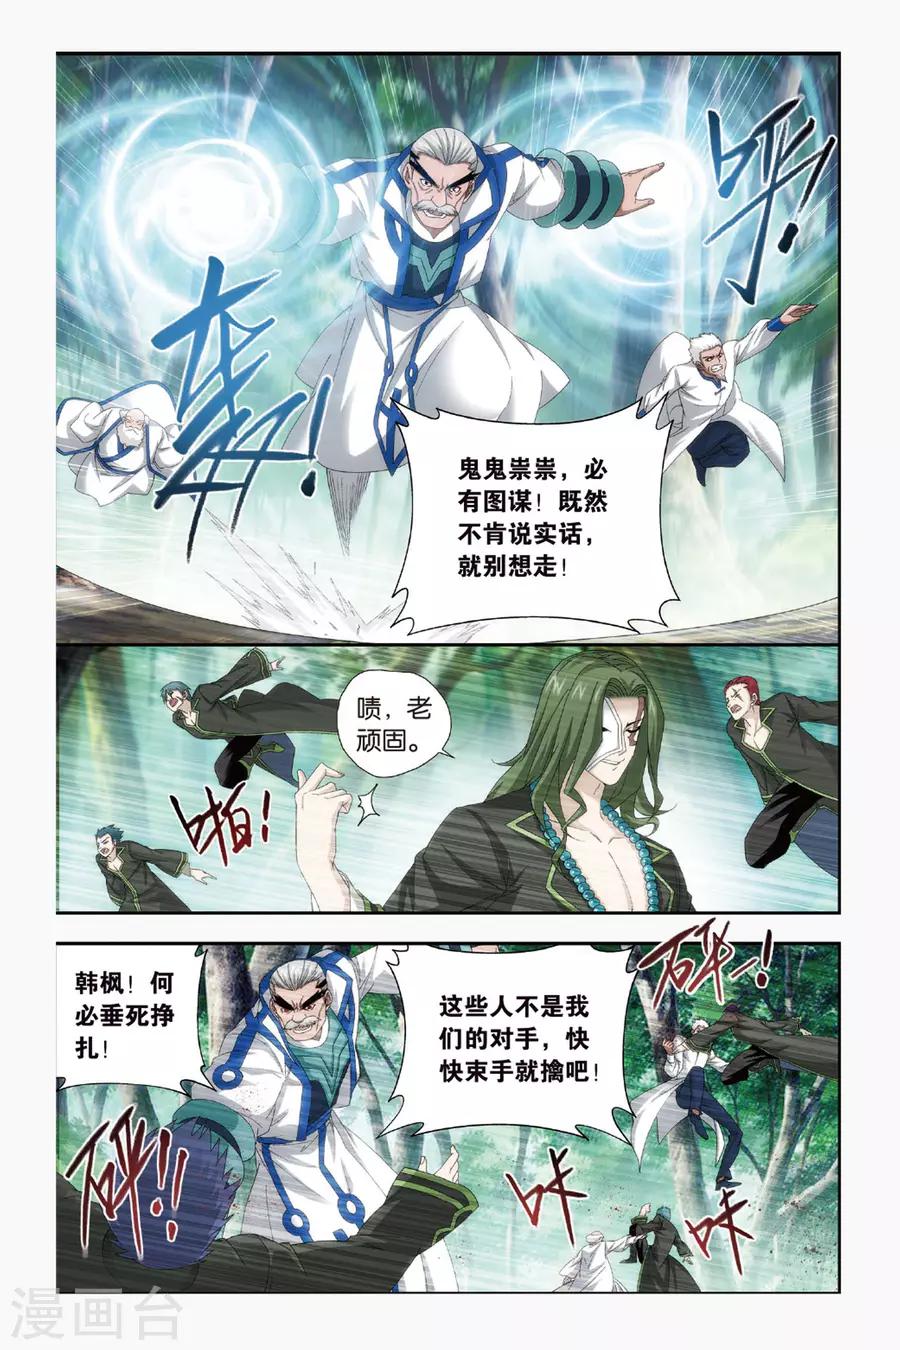 呯!
轰!
鬼鬼祟祟，必
有图谋！既然
不肯说实话，
就别想走！
啧，老
顽固。
啪!
韩枫！何
必垂死挣
扎！
这些人不是我
们的对手，快
快束手就擒吧！
砰—!
砰!!
咔
咔
漫画台